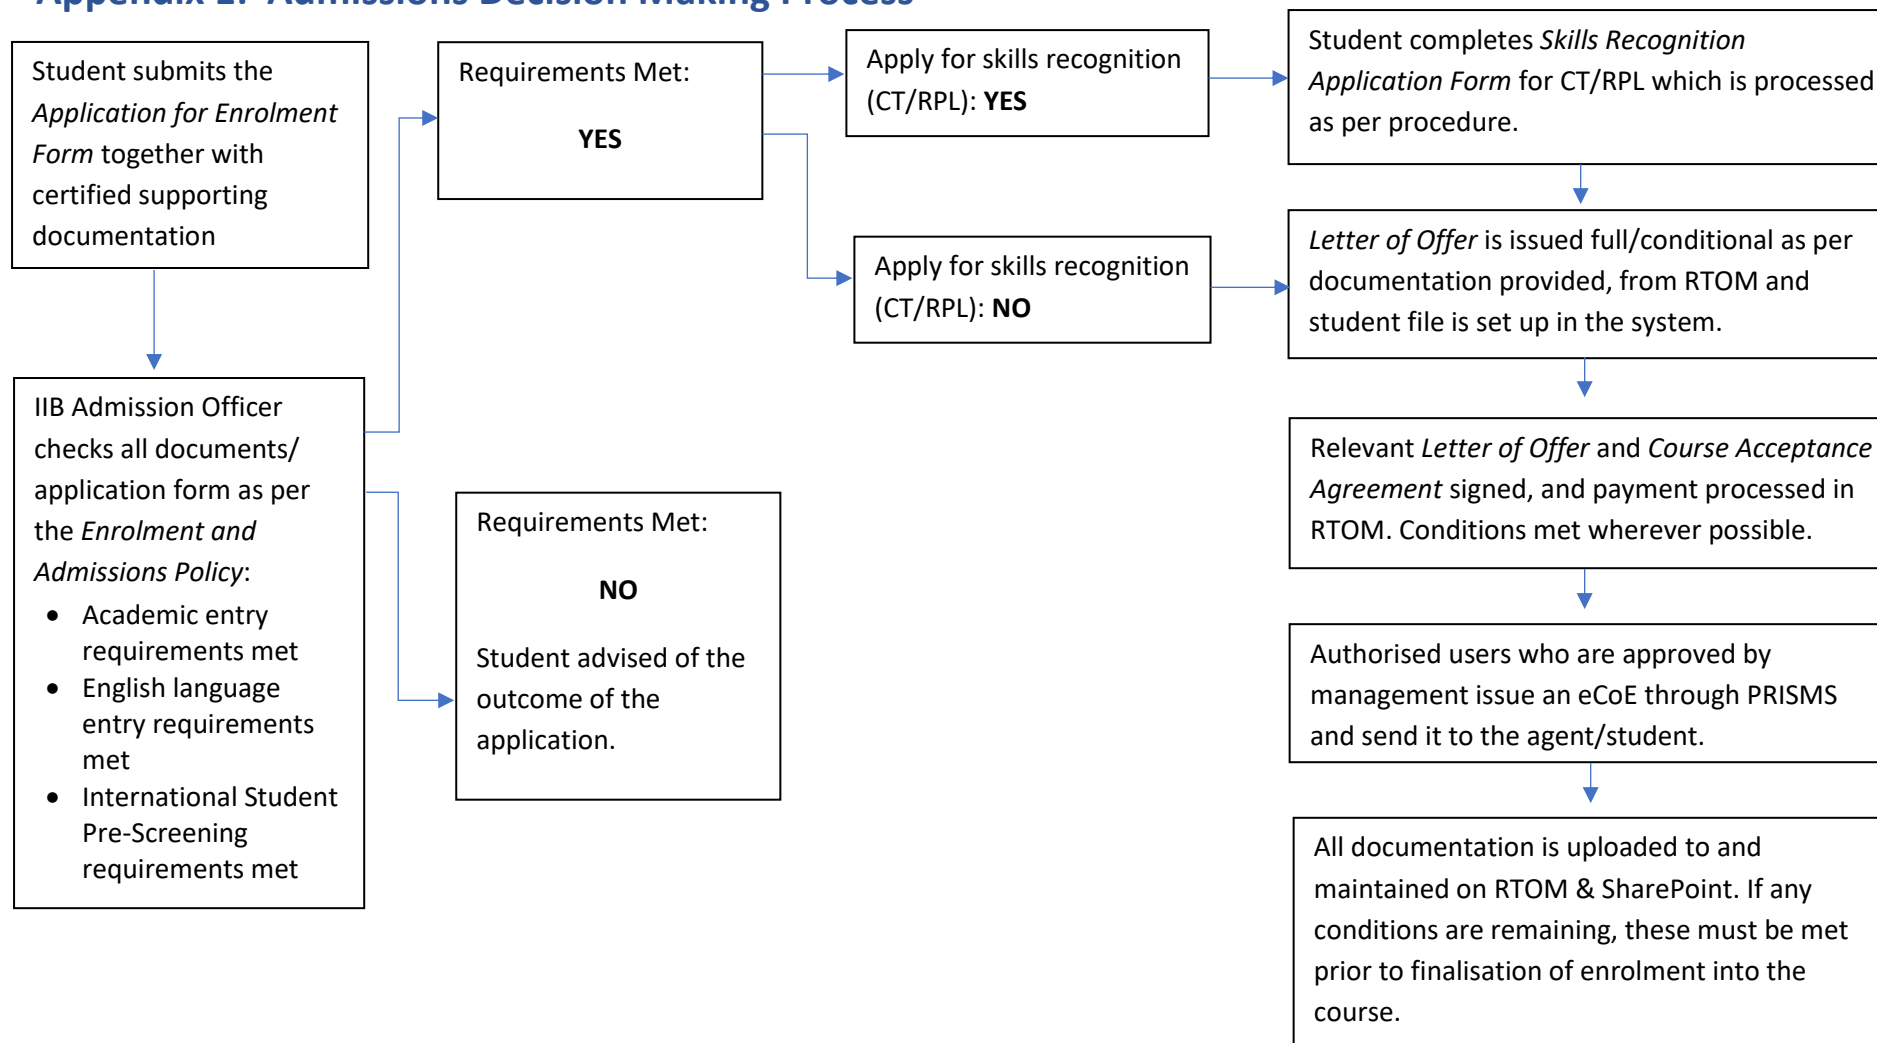 Appendix 1: Admissions Decision Making Process
Student submits the
Application for Enrolment
Form together with
certified supporting
documentation
IIB Admission Officer
checks all documents/
application form as per
the Enrolment and
Admissions Policy:
• Academic entry
requirements met
• English language
entry requirements
met
• International Student
Pre-Screening
requirements met
Requirements Met:
YES
Requirements Met:
NO
Student advised of the
outcome of the
application.
Apply for skills recognition
(CT/RPL): YES
Apply for skills recognition
(CT/RPL): NO
Student completes Skills Recognition
Application Form for CT/RPL which is processed
as per procedure.
Letter of Offer is issued full/conditional as per
documentation provided, from RTOM and
student file is set up in the system.
Relevant Letter of Offer and Course Acceptance
Agreement signed, and payment processed in
RTOM. Conditions met wherever possible.
Authorised users who are approved by
management issue an eCoE through PRISMS
and send it to the agent/student.
All documentation is uploaded to and
maintained on RTOM & SharePoint. If any
conditions are remaining, these must be met
prior to finalisation of enrolment into the
course.